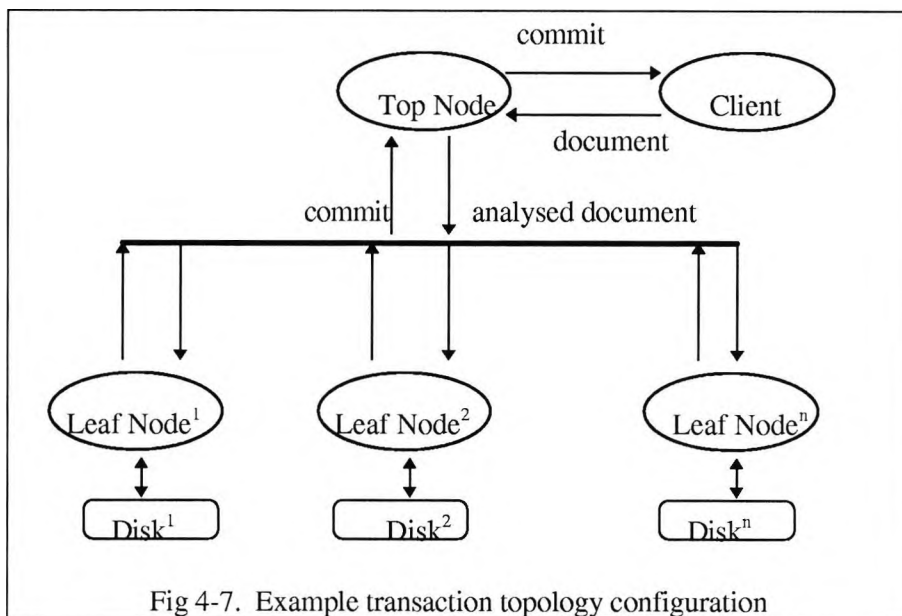 commit
Top Node
Client
document
commit
analysed document
Leaf Node¹
Leaf Node²
Leaf Nodeⁿ
Disk¹
Disk²
Diskⁿ
Fig 4-7. Example transaction topology configuration